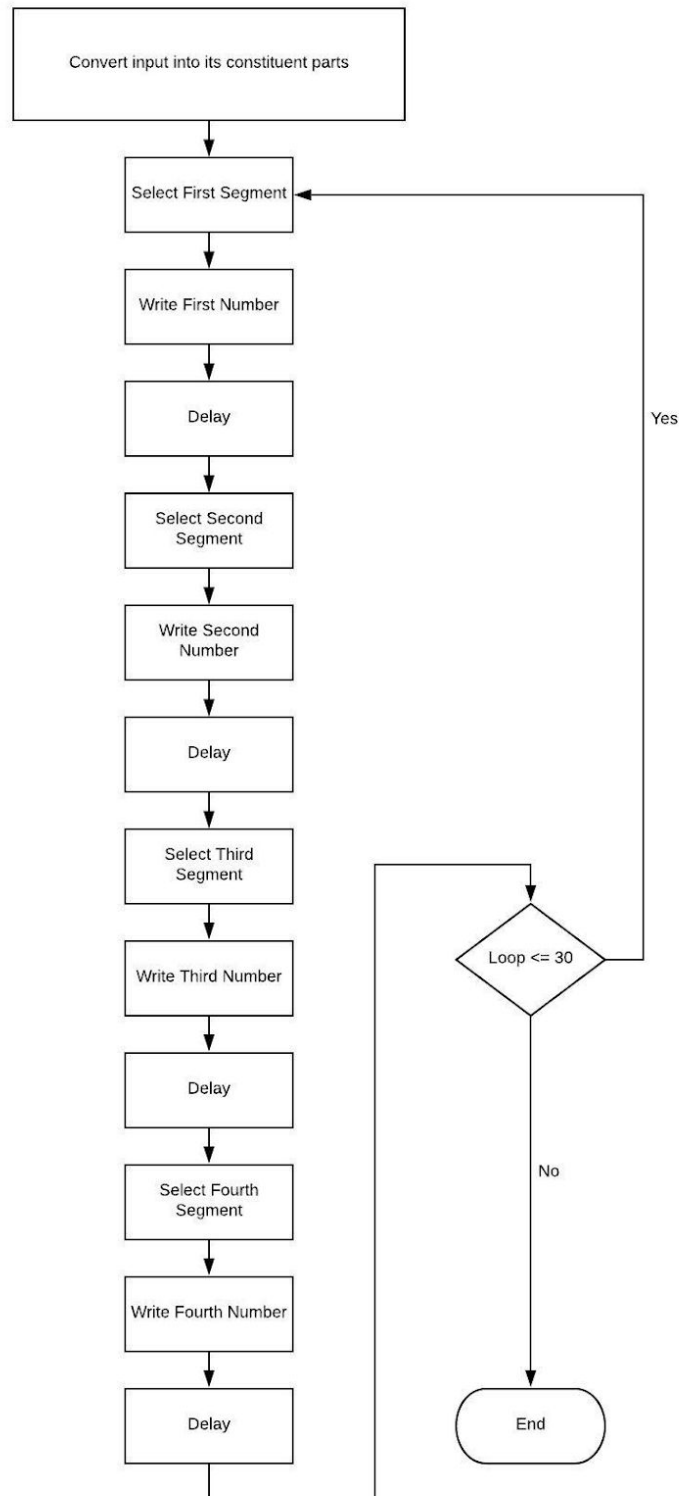 Convert input into its constituent parts
Select First Segment
Write First Number
Delay
Yes
Select Second
Segment
Write Second
Number
Delay
Select Third
Segment
Loop <= 30
Write Third Number
Delay
Select Fourth
Segment
No
Write Fourth Number
Delay
End